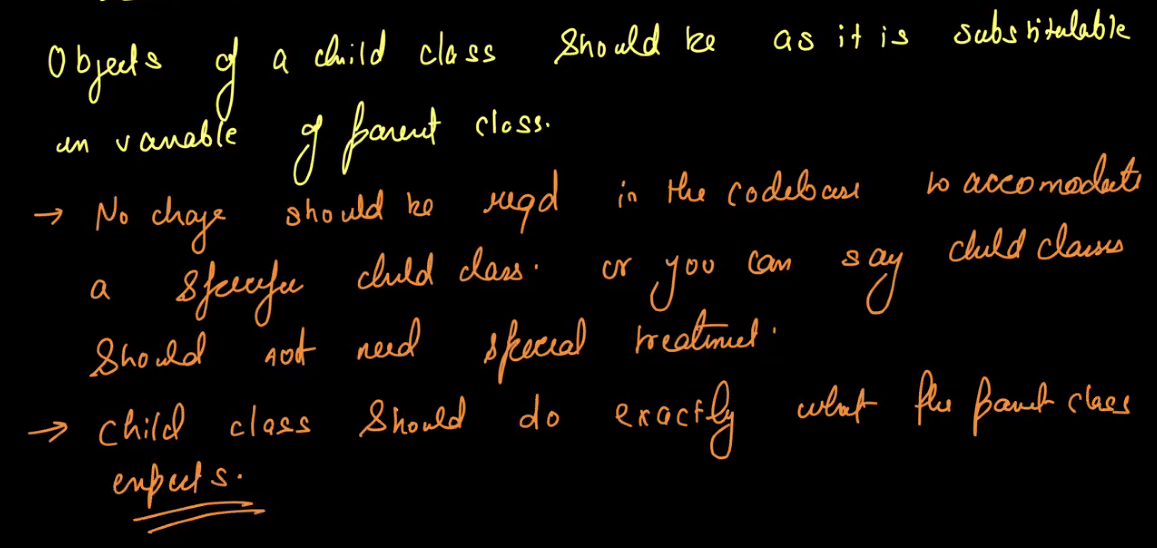 Objects of a child class should be as it is substitutable
in variable of parent class.
→ No change should be reqd in the codebase to accomodate
a specific child class. or you can say child classes
should not need special treatment.
→ child class should do exactly what the parent class
expects.